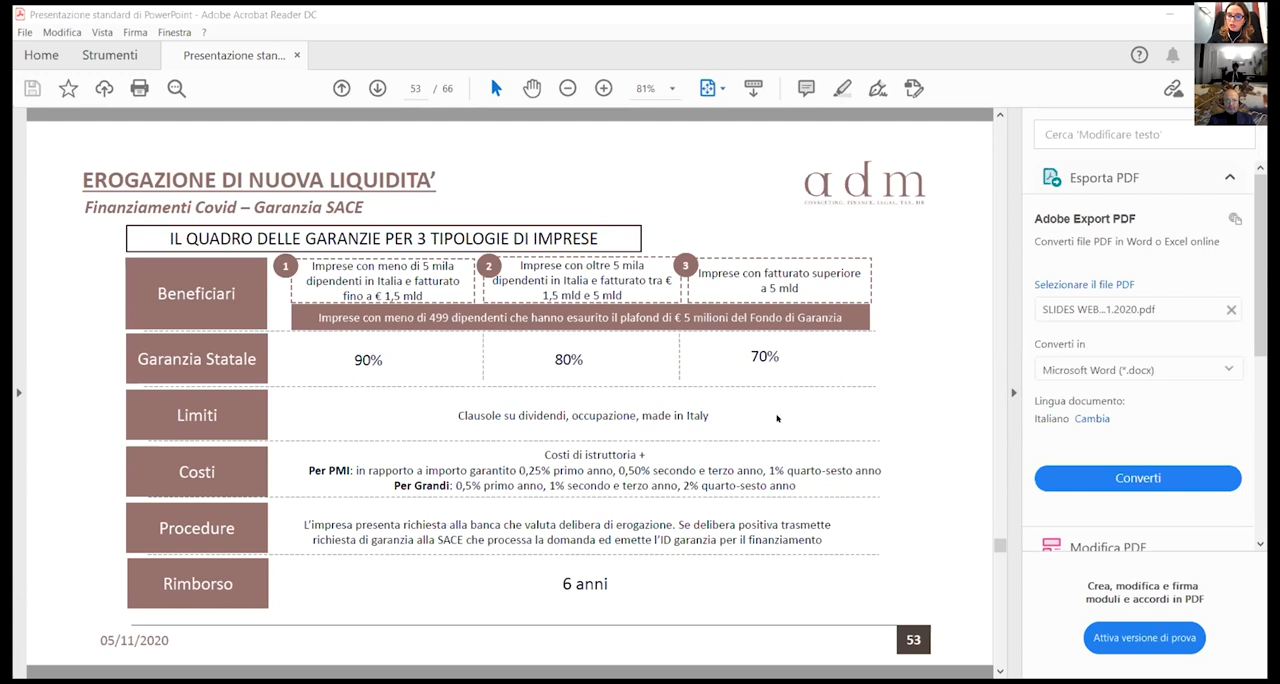 Presentazione standard di PowerPoint - Adobe Acrobat Reader DC
File Modifica Vista Firma Finestra ?
Home Strumenti Presentazione stan... ×
53 / 66 81%
Cerca 'Modificare testo'
Esporta PDF
Adobe Export PDF
Converti file PDF in Word o Excel online
Selezionare il file PDF
SLIDES WEB...1.2020.pdf
Converti in
Microsoft Word (*.docx)
Lingua documento:
Italiano Cambia
Converti
Modifica PDF
Crea, modifica e firma
moduli e accordi in PDF
Attiva versione di prova
EROGAZIONE DI NUOVA LIQUIDITA'
Finanziamenti Covid – Garanzia SACE
adm
CONSULTING, FINANCE, LEGAL, TAX, HR
IL QUADRO DELLE GARANZIE PER 3 TIPOLOGIE DI IMPRESE
Beneficiari
1
Imprese con meno di 5 mila
dipendenti in Italia e fatturato
fino a € 1,5 mld
2
Imprese con oltre 5 mila
dipendenti in Italia e fatturato tra €
1,5 mld e 5 mld
3
Imprese con fatturato superiore
a 5 mld
Imprese con meno di 499 dipendenti che hanno esaurito il plafond di € 5 milioni del Fondo di Garanzia
Garanzia Statale
90% 80% 70%
Limiti
Clausole su dividendi, occupazione, made in Italy
Costi
Costi di istruttoria +
Per PMI: in rapporto a importo garantito 0,25% primo anno, 0,50% secondo e terzo anno, 1% quarto-sesto anno
Per Grandi: 0,5% primo anno, 1% secondo e terzo anno, 2% quarto-sesto anno
Procedure
L'impresa presenta richiesta alla banca che valuta delibera di erogazione. Se delibera positiva trasmette
richiesta di garanzia alla SACE che processa la domanda ed emette l'ID garanzia per il finanziamento
Rimborso
6 anni
05/11/2020
53